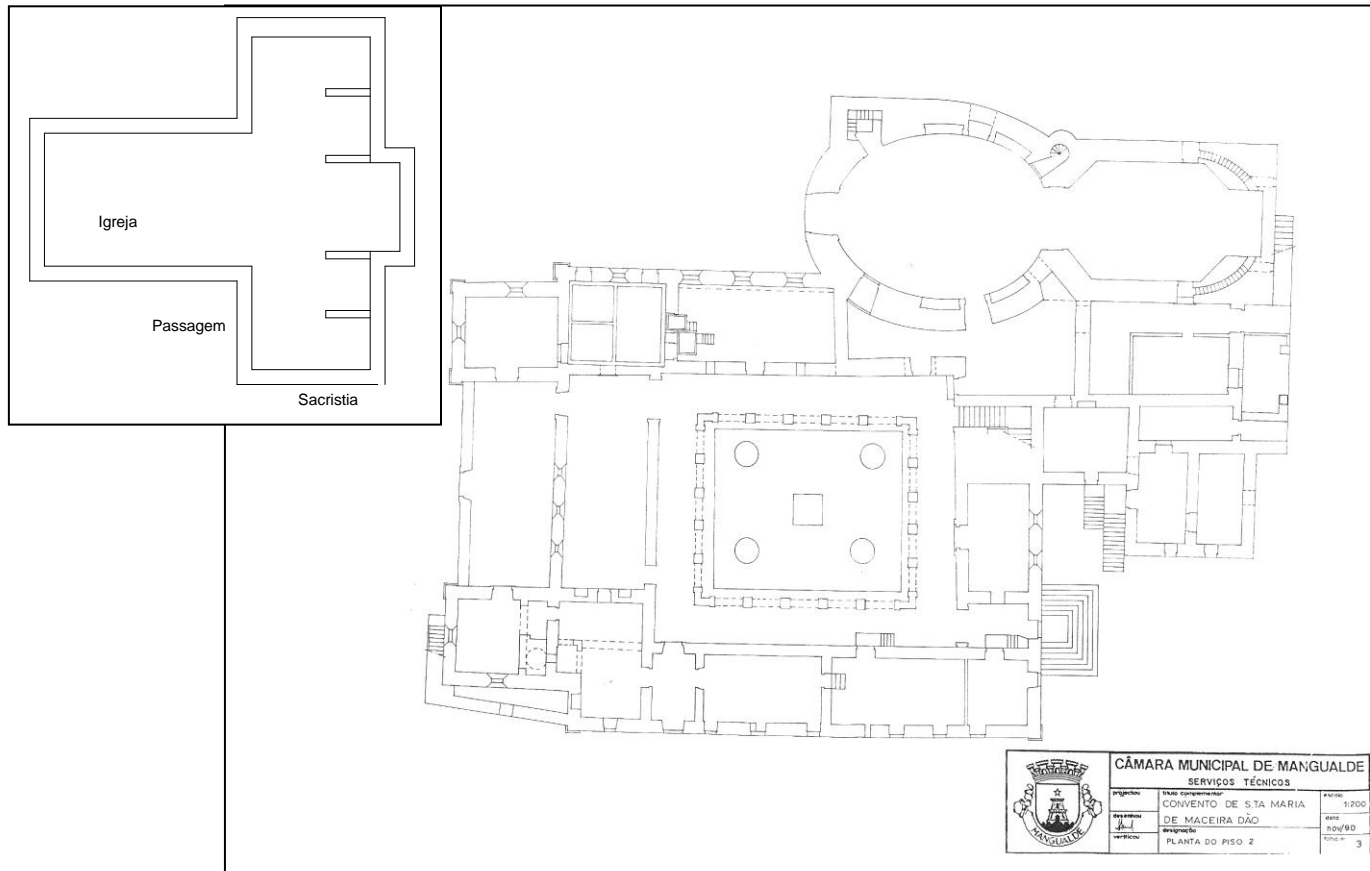 Igreja
Passagem
Sacristia
MANGUALDE
CÂMARA MUNICIPAL DE MANGUALDE
SERVIÇOS TÉCNICOS
projectou
desenhou
verificou
título complementar
CONVENTO DE S.TA MARIA
DE MACEIRA DÃO
designação
PLANTA DO PISO 2
escala
1:200
data
nov/90
3